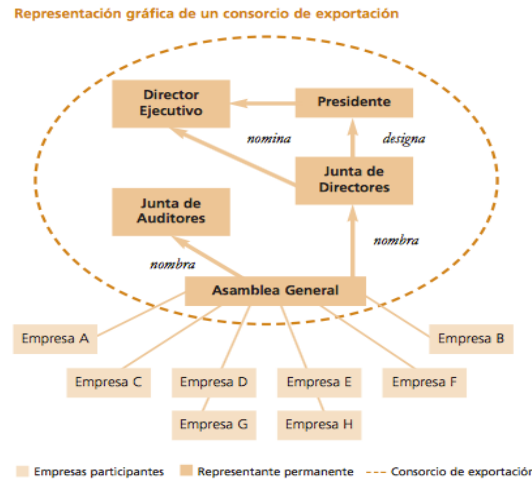 Representación gráfica de un consorcio de exportación
Director
Ejecutivo
Presidente
nomina
designa
Junta de
Directores
Junta de
Auditores
nombra
nombra
Asamblea General
Empresa A
Empresa B
Empresa C
Empresa D
Empresa E
Empresa F
Empresa G
Empresa H
Empresas participantes
Representante permanente
Consorcio de exportación